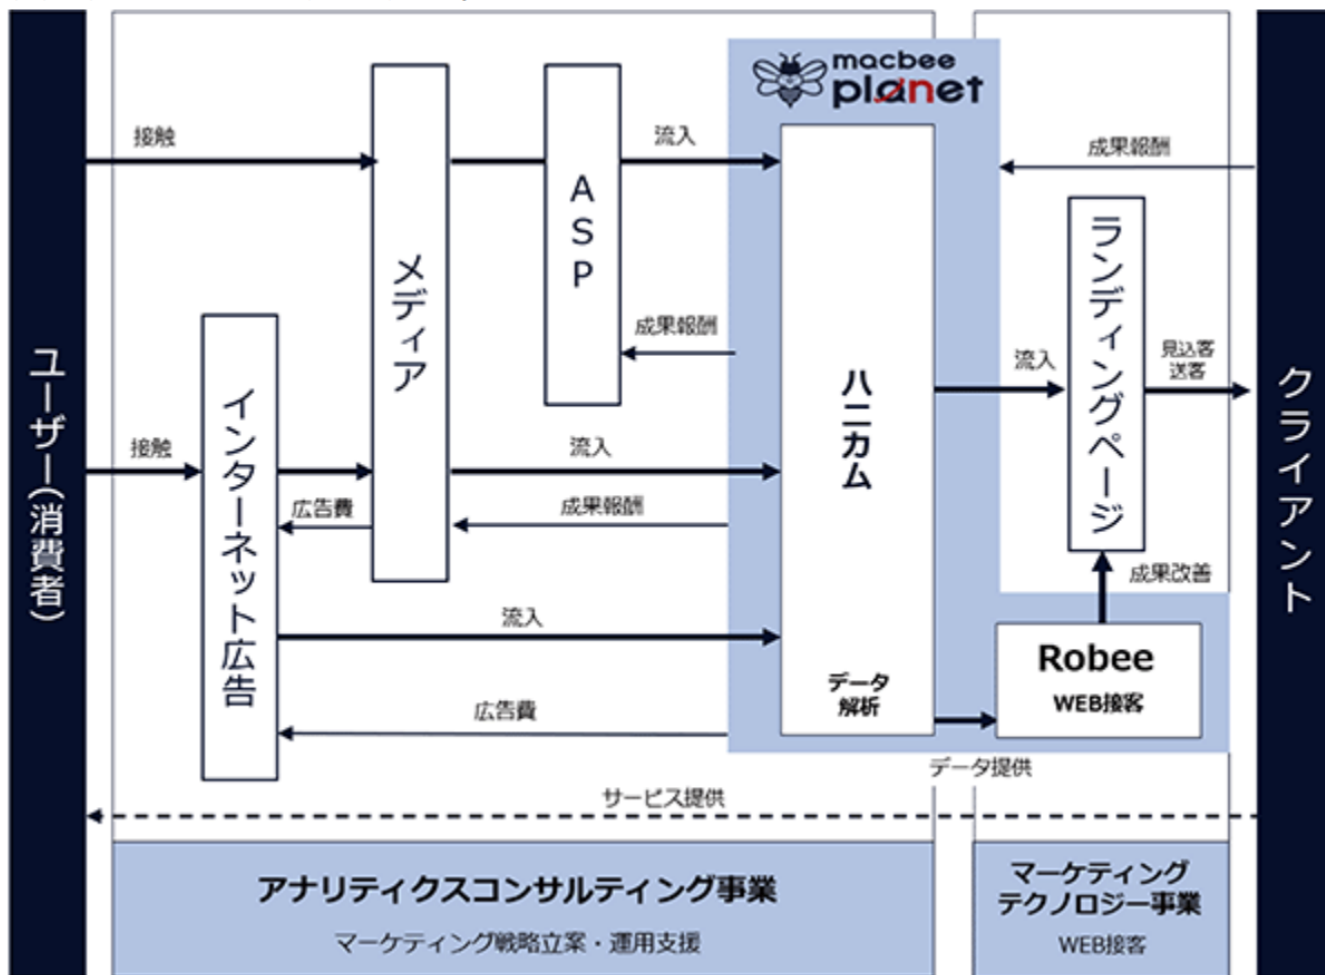 macbee
planet
接触
流入
成果報酬
ASP
メディア
ランディングページ
成果報酬
流入
見込客
送客
ユーザー(消費者)
インターネット広告
ハニカム
クライアント
接触
流入
広告費
成果報酬
成果改善
流入
Robee
WEB接客
データ
解析
広告費
データ提供
サービス提供
アナリティクスコンサルティング事業
マーケティング戦略立案・運用支援
マーケティング
テクノロジー事業
WEB接客